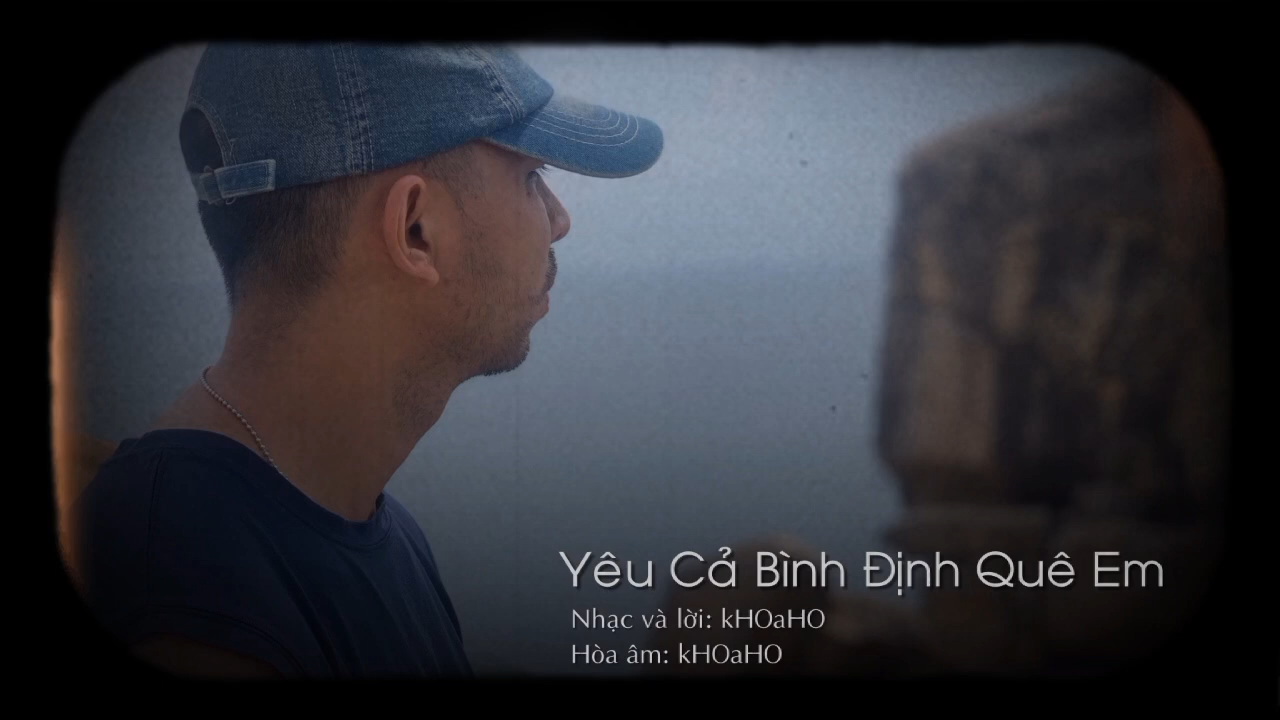 Yêu Cả Bình Định Quê Em
Nhạc và lời: kHOaHO
Hòa âm: kHOaHO